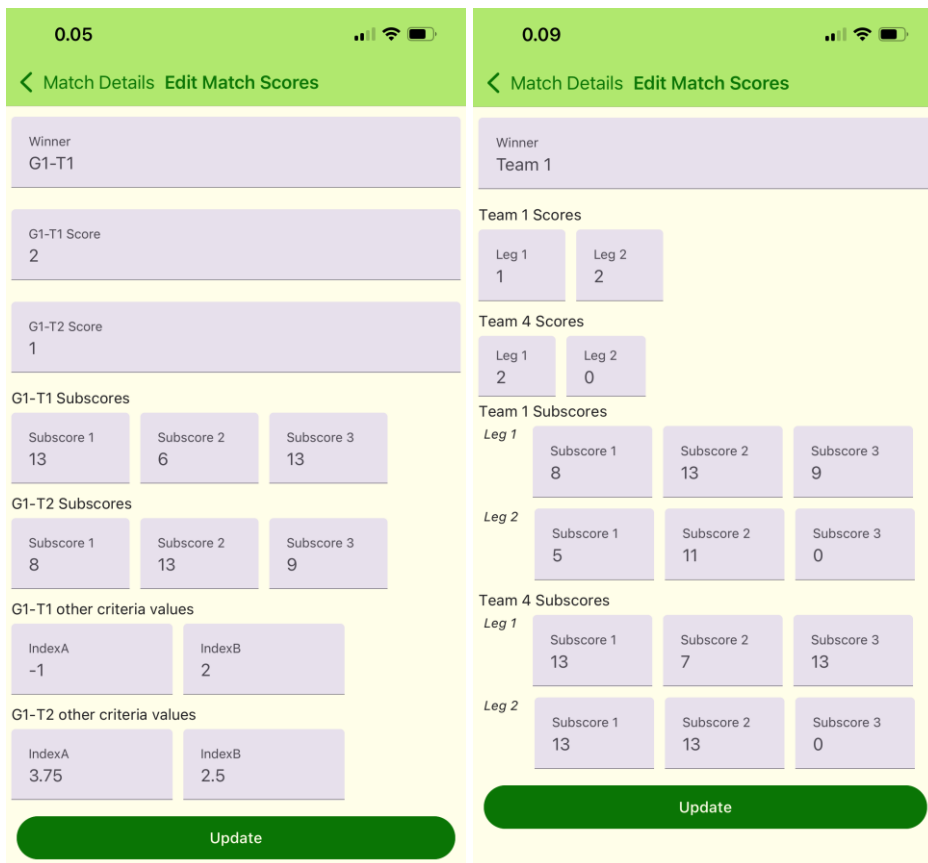 0.05
Match Details Edit Match Scores
Winner
G1-T1
G1-T1 Score
2
G1-T2 Score
1
G1-T1 Subscores
Subscore 1 Subscore 2 Subscore 3
13 6 13
G1-T2 Subscores
Subscore 1 Subscore 2 Subscore 3
8 13 9
G1-T1 other criteria values
IndexA IndexB
-1 2
G1-T2 other criteria values
IndexA IndexB
3.75 2.5
Update
0.09
Match Details Edit Match Scores
Winner
Team 1
Team 1 Scores
Leg 1 Leg 2
1 2
Team 4 Scores
Leg 1 Leg 2
2 0
Team 1 Subscores
Leg 1
Subscore 1 Subscore 2 Subscore 3
8 13 9
Leg 2
Subscore 1 Subscore 2 Subscore 3
5 11 0
Team 4 Subscores
Leg 1
Subscore 1 Subscore 2 Subscore 3
13 7 13
Leg 2
Subscore 1 Subscore 2 Subscore 3
13 13 0
Update